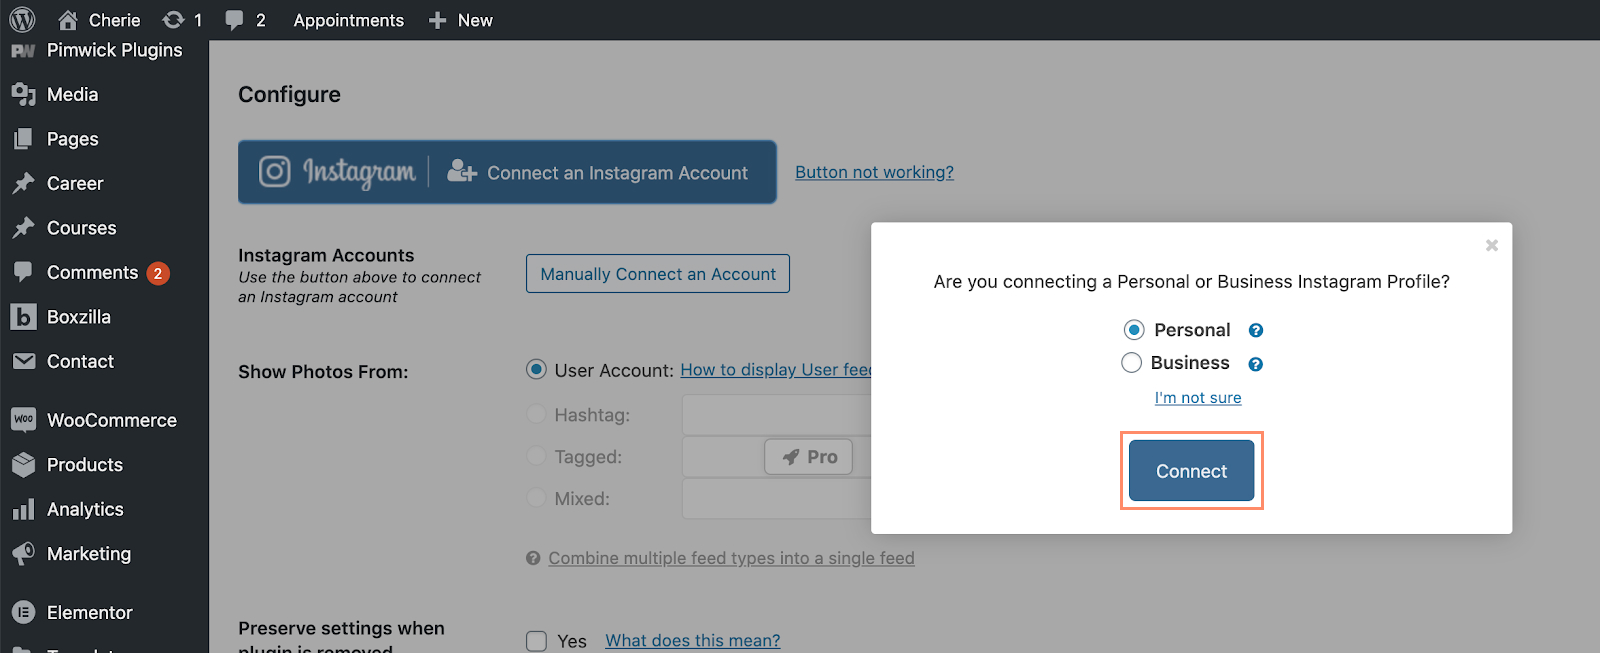 Cherie 1 2 Appointments New
Pimwick Plugins
Media
Pages
Career
Courses
Comments 2
Boxzilla
Contact
WooCommerce
Products
Analytics
Marketing
Elementor
Configure
Instagram Connect an Instagram Account
Button not working?
Instagram Accounts
Use the button above to connect
an Instagram account
Manually Connect an Account
Show Photos From:
User Account: How to display User fee
Hashtag:
Tagged:
Pro
Mixed:
Combine multiple feed types into a single feed
Preserve settings when
plugin is removed
Yes What does this mean?
Are you connecting a Personal or Business Instagram Profile?
Personal
Business
I'm not sure
Connect